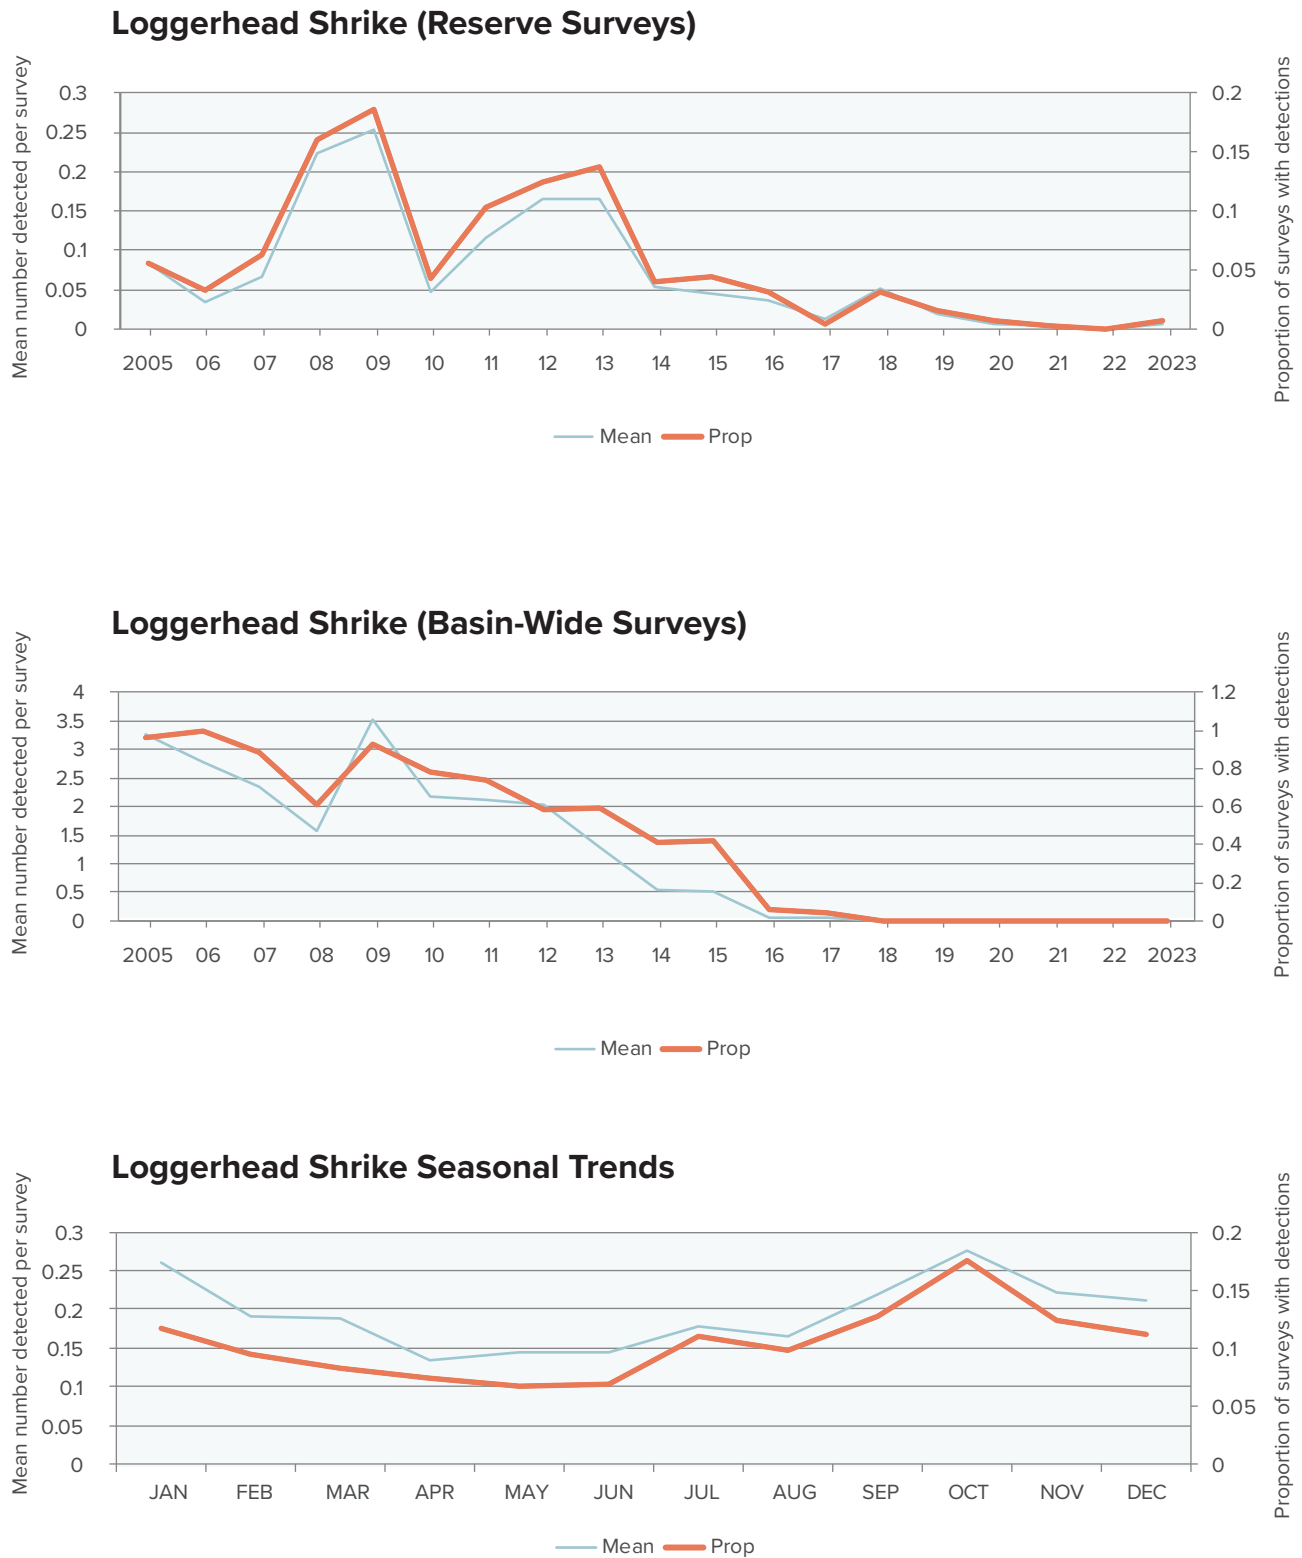 Loggerhead Shrike (Reserve Surveys)
Mean number detected per survey
0.3
0.25
0.2
0.15
0.1
0.05
0
0.2
0.15
0.1
0.05
0
Proportion of surveys with detections
2005 06 07 08 09 10 11 12 13 14 15 16 17 18 19 20 21 22 2023
Mean Prop
Loggerhead Shrike (Basin-Wide Surveys)
Mean number detected per survey
4
3.5
3
2.5
2
1.5
1
0.5
0
1.2
1
0.8
0.6
0.4
0.2
0
Proportion of surveys with detections
2005 06 07 08 09 10 11 12 13 14 15 16 17 18 19 20 21 22 2023
Mean Prop
Loggerhead Shrike Seasonal Trends
Mean number detected per survey
0.3
0.25
0.2
0.15
0.1
0.05
0
0.2
0.15
0.1
0.05
0
Proportion of surveys with detections
JAN FEB MAR APR MAY JUN JUL AUG SEP OCT NOV DEC
Mean Prop